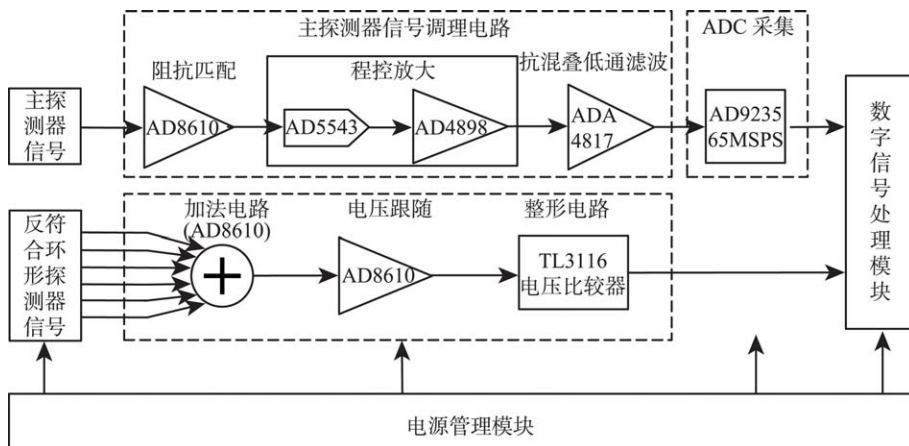 主探测器信号调理电路
ADC 采集
阻抗匹配
程控放大
抗混叠低通滤波
主探
测器
信号
AD8610
AD5543
AD4898
ADA
4817
AD9235
65MSPS
数字信号处理模块
反符
合环
形探
测器
信号
加法电路
(AD8610)
电压跟随
整形电路
AD8610
TL3116
电压比较器
电源管理模块